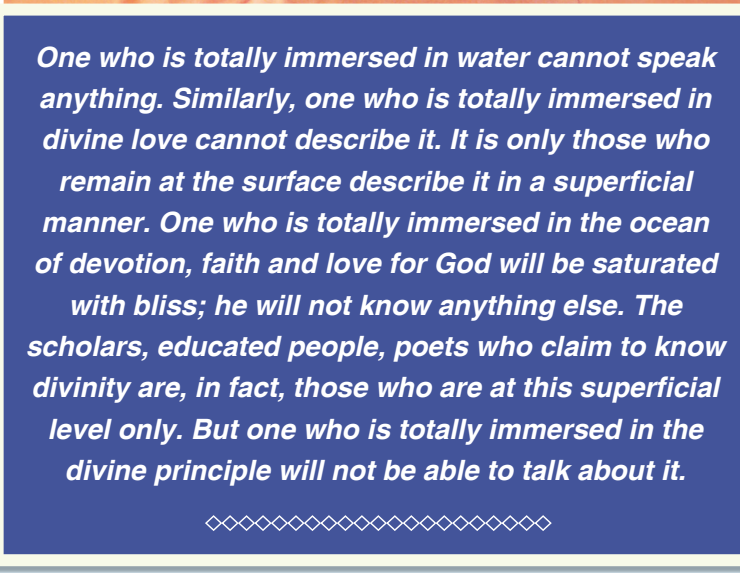 One who is totally immersed in water cannot speak
anything. Similarly, one who is totally immersed in
divine love cannot describe it. It is only those who
remain at the surface describe it in a superficial
manner. One who is totally immersed in the ocean
of devotion, faith and love for God will be saturated
with bliss; he will not know anything else. The
scholars, educated people, poets who claim to know
divinity are, in fact, those who are at this superficial
level only. But one who is totally immersed in the
divine principle will not be able to talk about it.